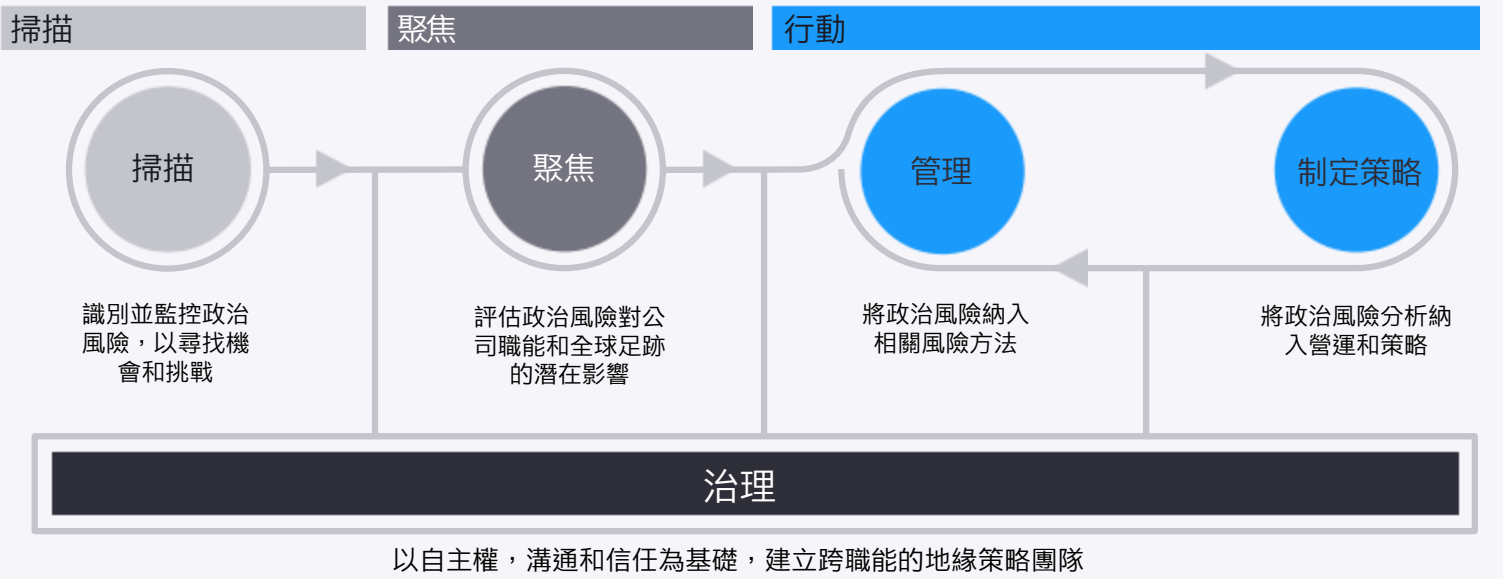 掃描
聚焦
行動
掃描
聚焦
管理
制定策略
識別並監控政治
風險，以尋找機
會和挑戰
評估政治風險對公
司職能和全球足跡
的潛在影響
將政治風險納入
相關風險方法
將政治風險分析納
入營運和策略
治理
以自主權，溝通和信任為基礎，建立跨職能的地緣策略團隊